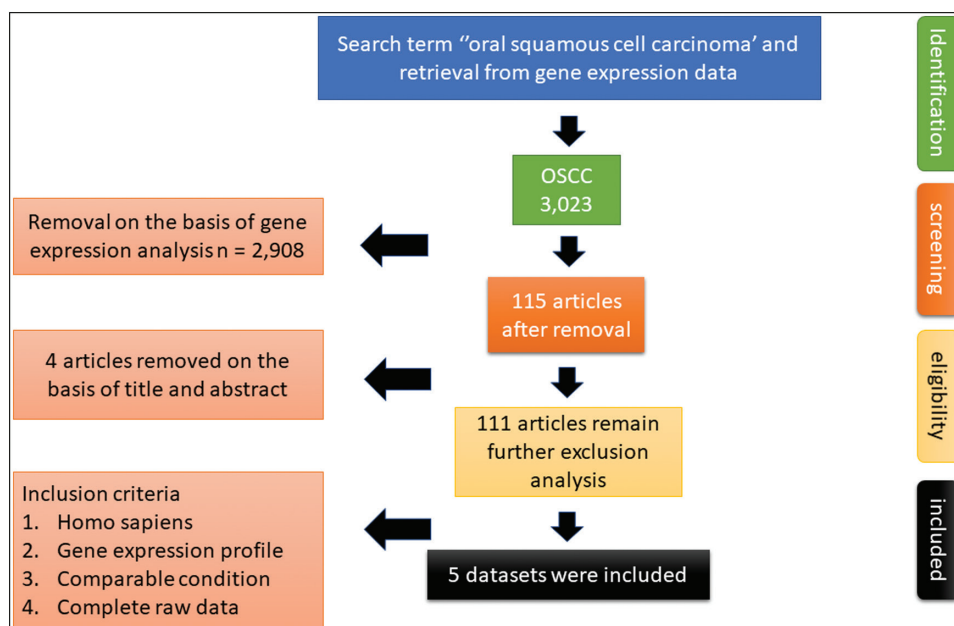 Search term ‘’oral squamous cell carcinoma’ and
retrieval from gene expression data
Identification
OSCC
3,023
Removal on the basis of gene
expression analysis n = 2,908
screening
115 articles
after removal
4 articles removed on the
basis of title and abstract
eligibility
111 articles remain
further exclusion
analysis
Inclusion criteria
1. Homo sapiens
2. Gene expression profile
3. Comparable condition
4. Complete raw data
5 datasets were included
included